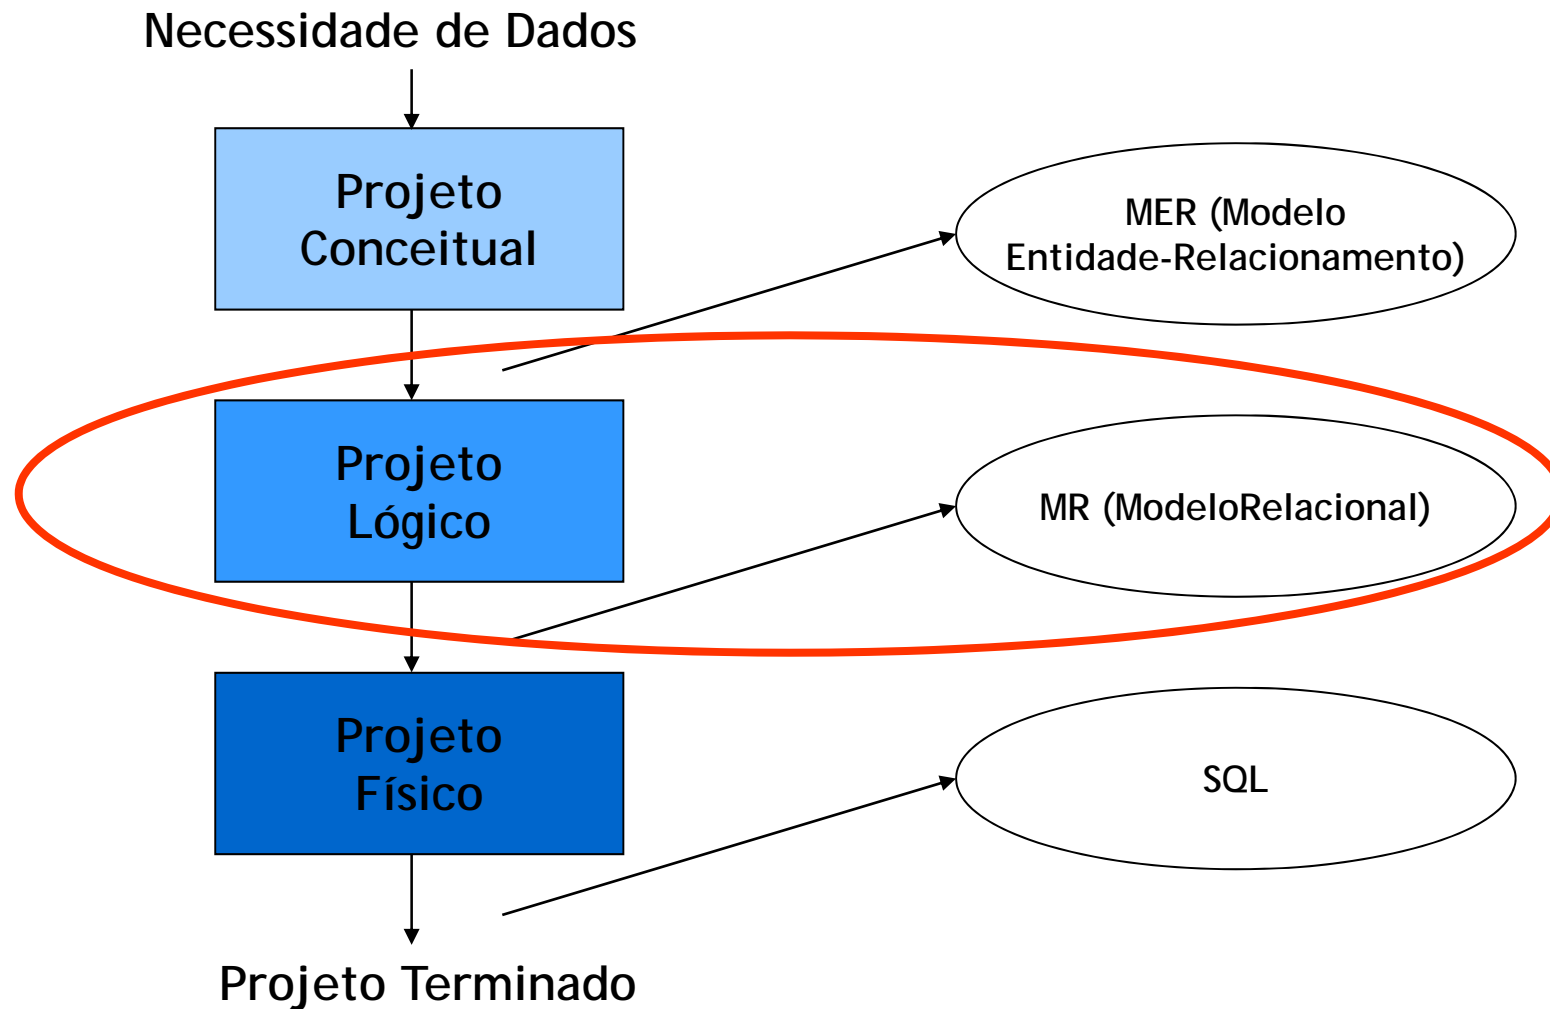 Necessidade de Dados
Projeto
Conceitual
MER (Modelo
Entidade-Relacionamento)
Projeto
Lógico
MR (ModeloRelacional)
Projeto
Físico
SQL
Projeto Terminado